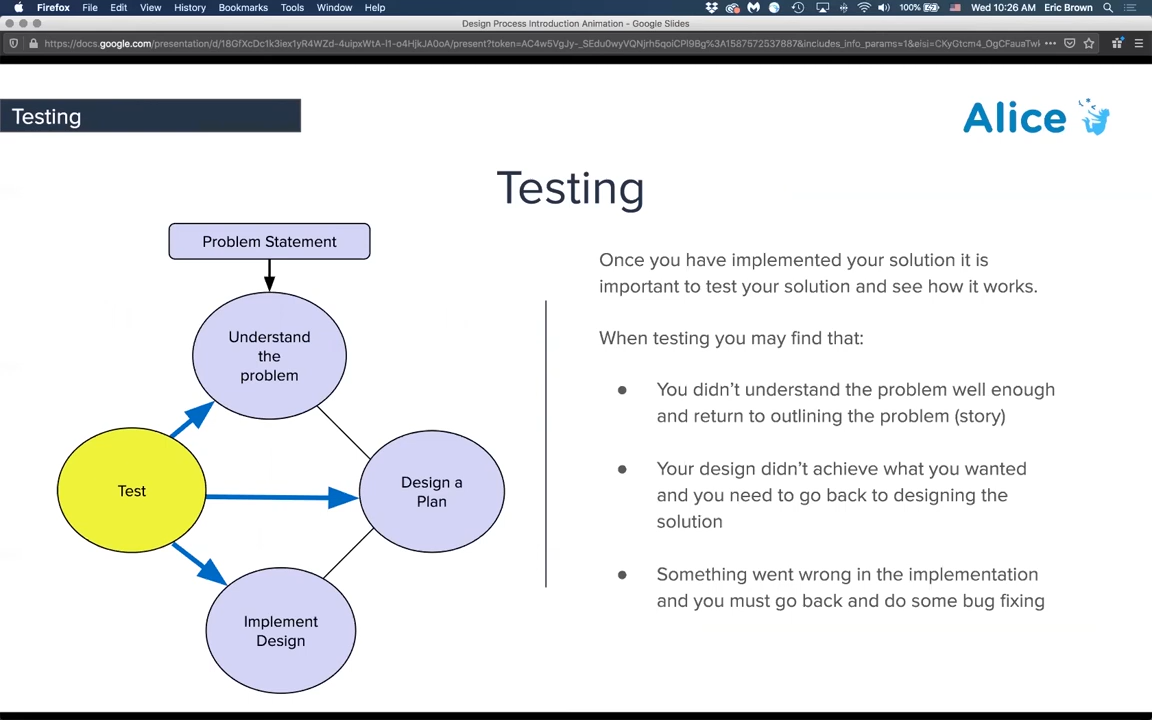 Firefox File Edit View History Bookmarks Tools Window Help 100% Wed 10:26 AM Eric Brown
Design Process Introduction Animation - Google Slides
Testing
Alice
Testing
Problem Statement
Understand
the
problem
Test
Design a
Plan
Implement
Design
Once you have implemented your solution it is
important to test your solution and see how it works.
When testing you may find that:
● You didn’t understand the problem well enough
and return to outlining the problem (story)
● Your design didn’t achieve what you wanted
and you need to go back to designing the
solution
● Something went wrong in the implementation
and you must go back and do some bug fixing